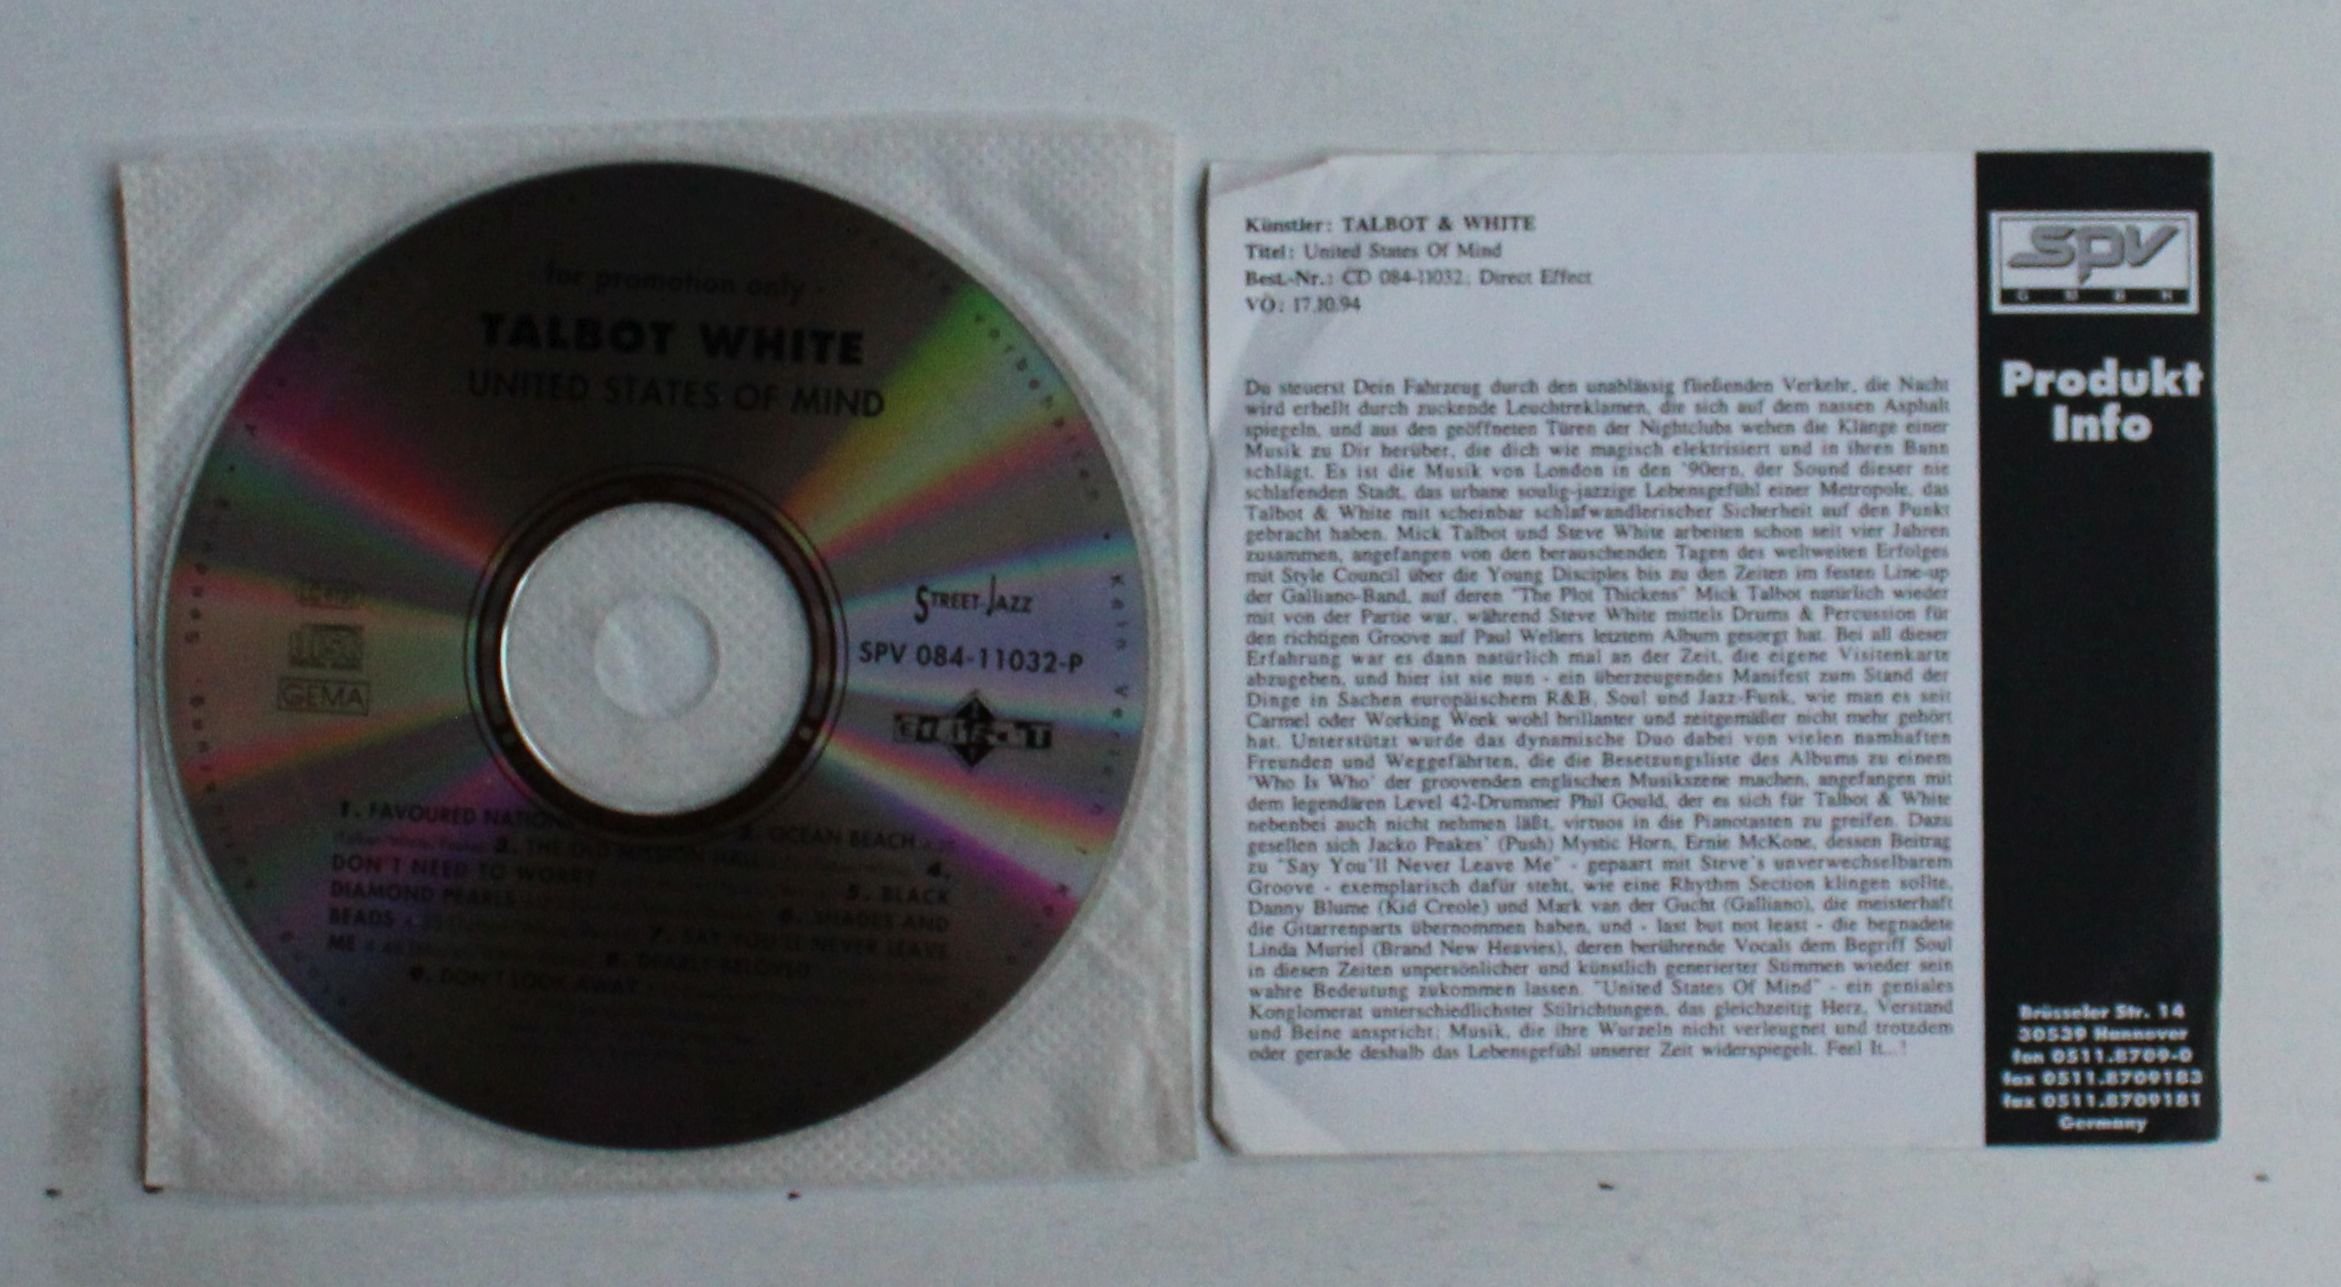 for promotion only
TALBOT WHITE
UNITED STATES OF MIND
STREET JAZZ
SPV 084-11032-P
GEMA
1. FAVOURED NATION
2. OCEAN BEACH
3. THE OLD MISSION HALL
4.
DON'T NEED TO WORRY
5. BLACK
DIAMOND PEARLS
6. SHADES AND
BEADS
7. SAY YOU'LL NEVER LEAVE
ME
8. DEARLY BELOVED
9. DON'T LOOK AWAY
Künstler: TALBOT & WHITE
Titel: United States Of Mind
Best.-Nr.: CD 084-11032; Direct Effect
VÖ: 17.10.94
Du steuerst Dein Fahrzeug durch den unablässig fließenden Verkehr, die Nacht
wird erhellt durch zuckende Leuchtreklamen, die sich auf dem nassen Asphalt
spiegeln, und aus den geöffneten Türen der Nightclubs wehen die Klänge einer
Musik zu Dir herüber, die dich wie magisch elektrisiert und in ihren Bann
schlägt. Es ist die Musik von London in den '90ern, der Sound dieser nie
schlafenden Stadt, das urbane soulig-jazzige Lebensgefühl einer Metropole, das
Talbot & White mit scheinbar schlafwandlerischer Sicherheit auf den Punkt
gebracht haben. Mick Talbot und Steve White arbeiten schon seit vier Jahren
zusammen, angefangen von den berauschenden Tagen des weltweiten Erfolges
mit Style Council über die Young Disciples bis zu den Zeiten im festen Line-up
der Galliano-Band, auf deren "The Plot Thickens" Mick Talbot natürlich wieder
mit von der Partie war, während Steve White mittels Drums & Percussion für
den richtigen Groove auf Paul Wellers letztem Album gesorgt hat. Bei all dieser
Erfahrung war es dann natürlich mal an der Zeit, die eigene Visitenkarte
abzugeben, und hier ist sie nun - ein überzeugendes Manifest zum Stand der
Dinge in Sachen europäischem R&B, Soul und Jazz-Funk, wie man es seit
Carmel oder Working Week wohl brillanter und zeitgemäßer nicht mehr gehört
hat. Unterstützt wurde das dynamische Duo dabei von vielen namhaften
Freunden und Weggefährten, die die Besetzungsliste des Albums zu einem
'Who Is Who' der groovenden englischen Musikszene machen, angefangen mit
dem legendären Level 42-Drummer Phil Gould, der es sich für Talbot & White
nebenbei auch nicht nehmen läßt, virtuos in die Pianotasten zu greifen. Dazu
gesellen sich Jacko Peakes' (Push) Mystic Horn, Ernie McKone, dessen Beitrag
zu "Say You'll Never Leave Me" - gepaart mit Steve's unverwechselbarem
Groove - exemplarisch dafür steht, wie eine Rhythm Section klingen sollte,
Danny Blume (Kid Creole) und Mark van der Gucht (Galliano), die meisterhaft
die Gitarrenparts übernommen haben, und - last but not least - die begnadete
Linda Muriel (Brand New Heavies), deren berührende Vocals dem Begriff Soul
in diesen Zeiten unpersönlicher und künstlich generierter Stimmen wieder sein
wahre Bedeutung zukommen lassen. "United States Of Mind" - ein geniales
Konglomerat unterschiedlichster Stilrichtungen, das gleichzeitig Herz, Verstand
und Beine anspricht; Musik, die ihre Wurzeln nicht verleugnet und trotzdem
oder gerade deshalb das Lebensgefühl unserer Zeit widerspiegelt. Feel It...!
SPV
GMBH
Produkt
Info
Brüsseler Str. 14
30539 Hannover
fon 0511.8709-0
fax 0511.8709183
fax 0511.8709181
Germany